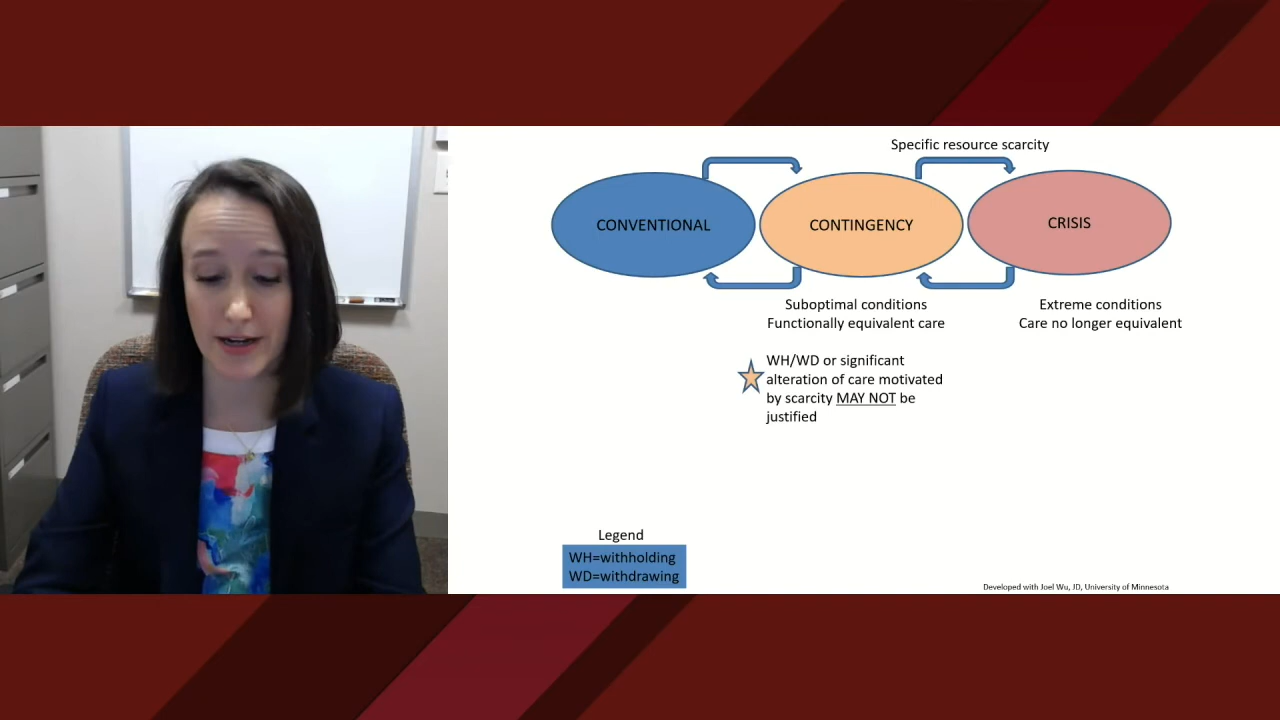 Specific resource scarcity
CONVENTIONAL
CONTINGENCY
CRISIS
Suboptimal conditions
Functionally equivalent care
Extreme conditions
Care no longer equivalent
WH/WD or significant
alteration of care motivated
by scarcity MAY NOT be
justified
Legend
WH=withholding
WD=withdrawing
Developed with Joel Wu, JD, University of Minnesota